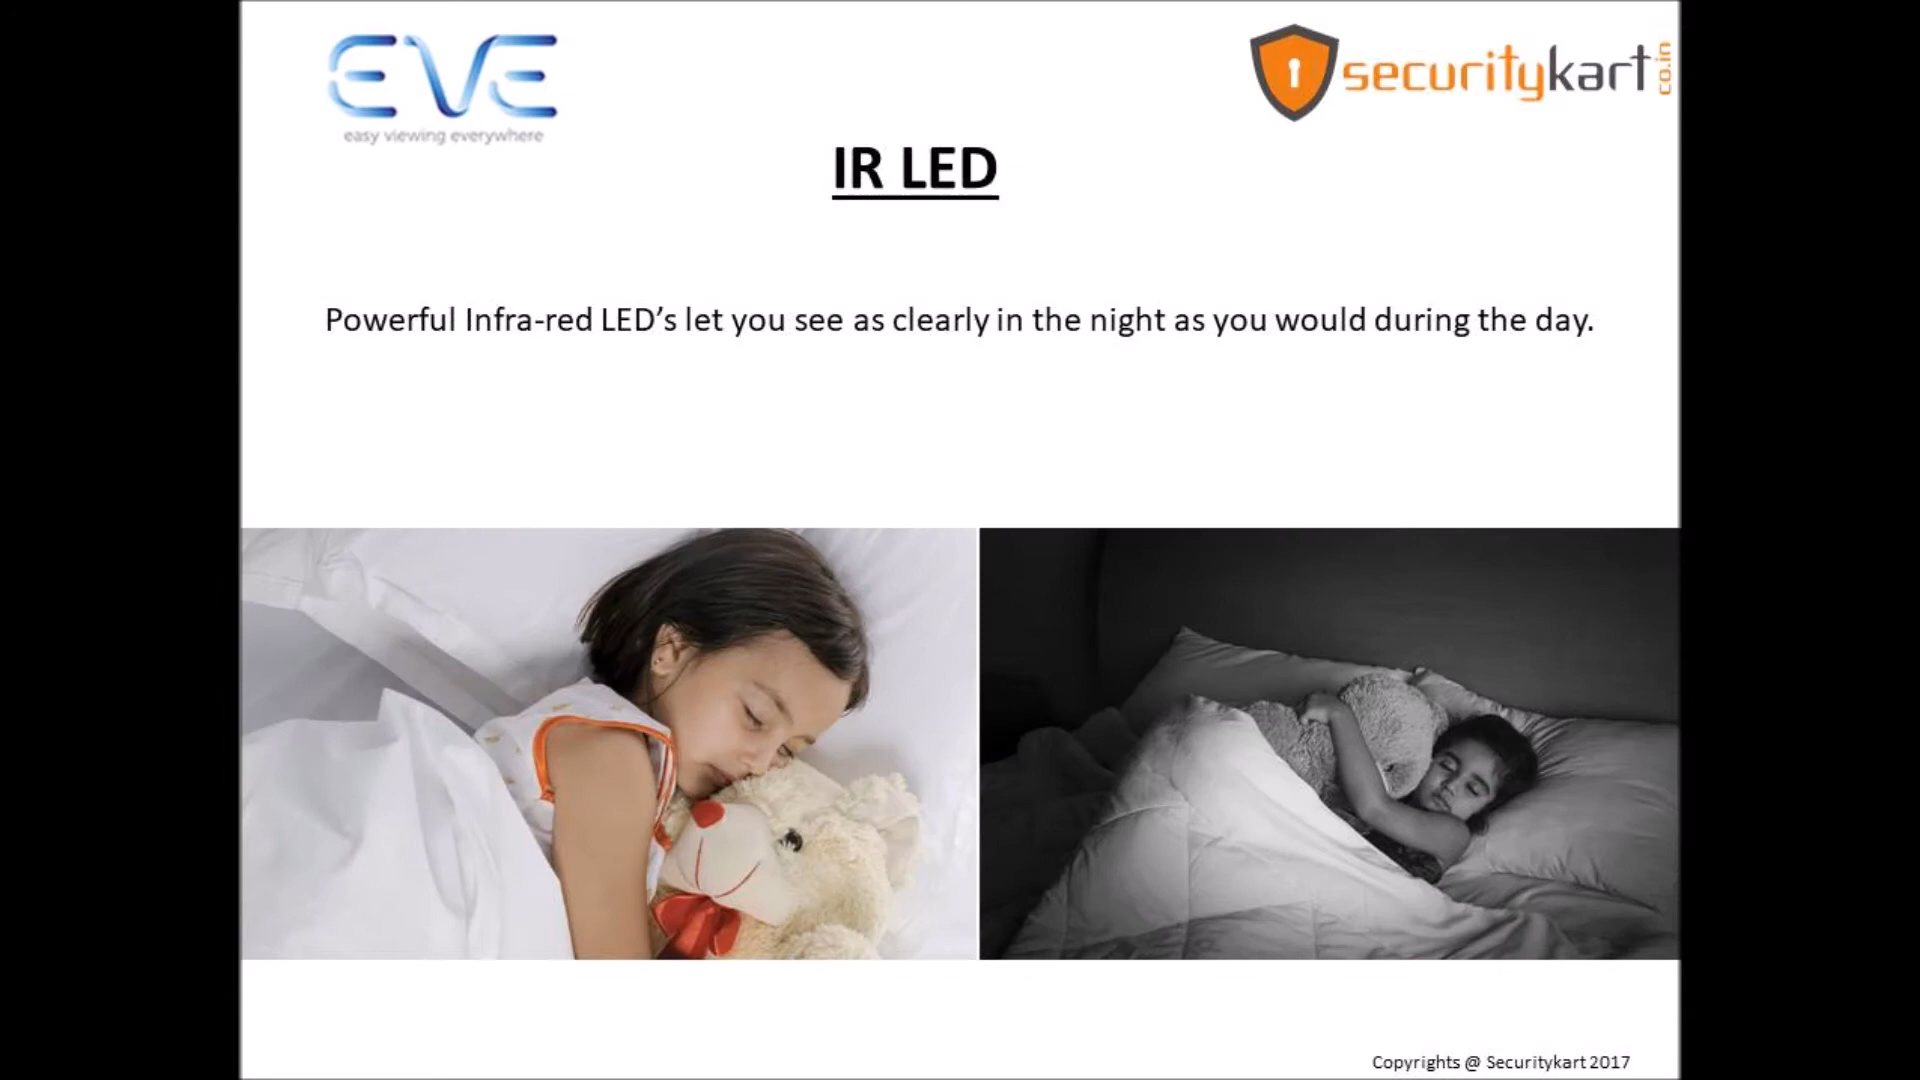 EVE
easy viewing everywhere
securitykart
co.in
IR LED
Powerful Infra-red LED’s let you see as clearly in the night as you would during the day.
Copyrights @ Securitykart 2017